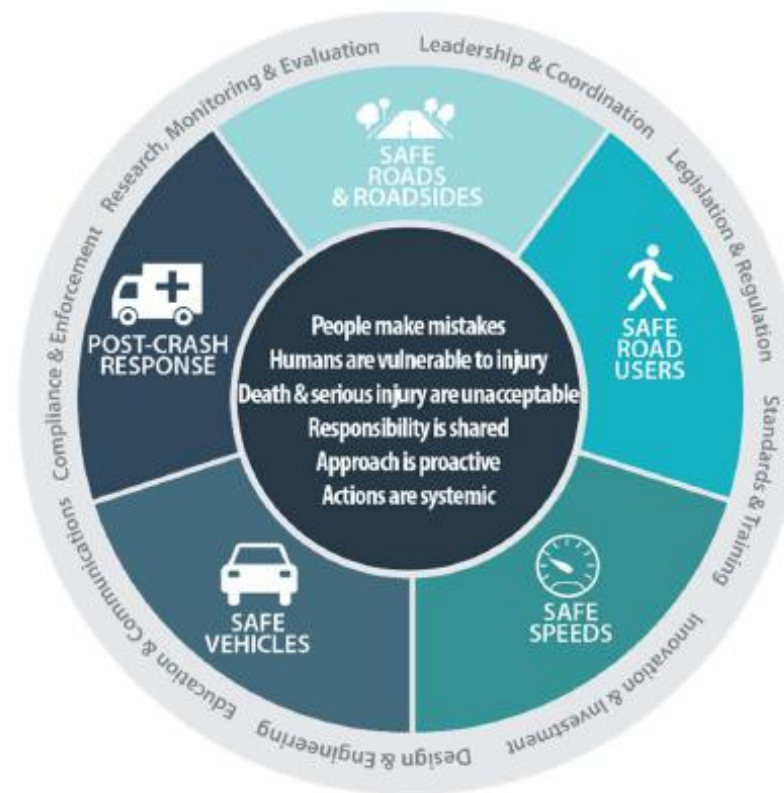 Leadership & Coordination
Legislation & Regulation
Standards & Training
Innovation & Investment
Design & Engineering
Education & Communications
Compliance & Enforcement
Research, Monitoring & Evaluation
SAFE
ROADS
& ROADSIDES
SAFE
ROAD
USERS
SAFE
SPEEDS
SAFE
VEHICLES
POST-CRASH
RESPONSE
People make mistakes
Humans are vulnerable to injury
Death & serious injury are unacceptable
Responsibility is shared
Approach is proactive
Actions are systemic